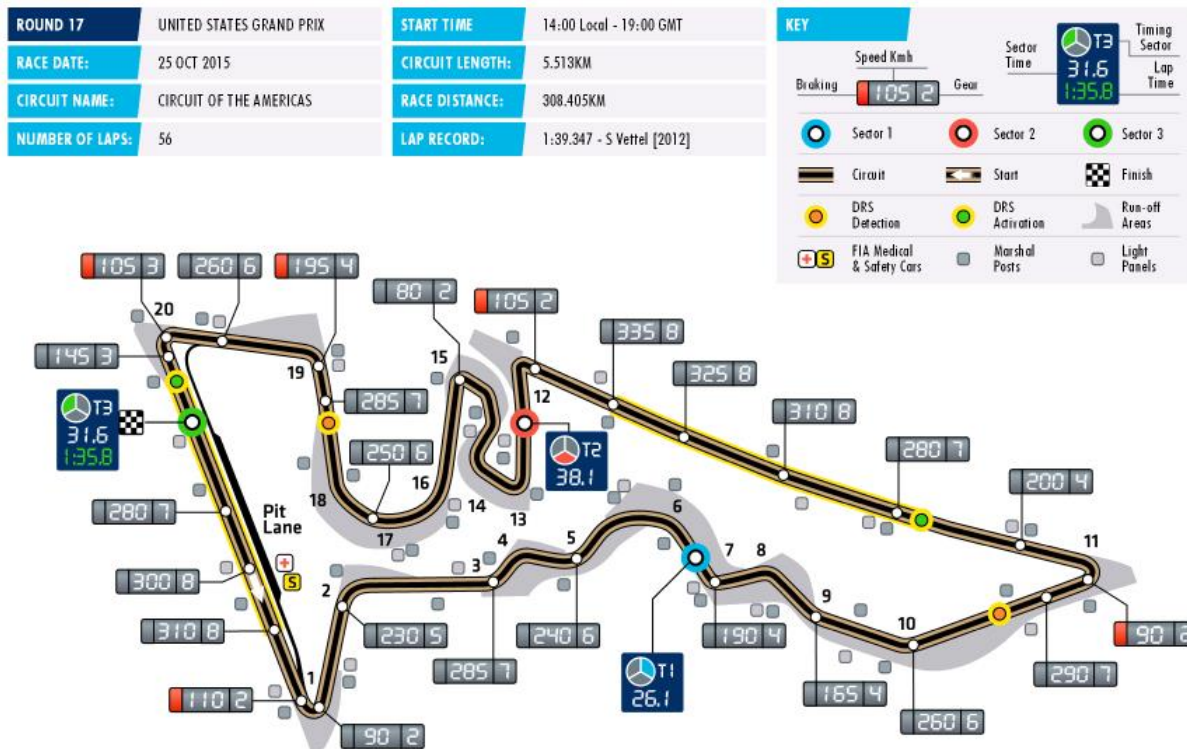 ROUND 17 UNITED STATES GRAND PRIX
RACE DATE: 25 OCT 2015
CIRCUIT NAME: CIRCUIT OF THE AMERICAS
NUMBER OF LAPS: 56
START TIME 14:00 Local - 19:00 GMT
CIRCUIT LENGTH: 5.513KM
RACE DISTANCE: 308.405KM
LAP RECORD: 1:39.347 - S Vettel [2012]
KEY
Speed Kmh
Braking 105 2 Gear
Sector Time
T3
31.6
1:35.8
Timing Sector
Lap Time
Sector 1 Sector 2 Sector 3
Circuit Start Finish
DRS Detection
DRS Activation
Run-off Areas
S
FIA Medical & Safety Cars
Marshal Posts
Light Panels
105 3
260 6
195 4
80 2
105 2
335 8
20
145 3
19
15
12
325 8
285 7
310 8
T3
31.6
1:35.8
250 6
T2
38.1
280 7
200 4
18
16
14
13
17
280 7
Pit Lane
S
300 8
310 8
110 2
1
90 2
2
230 5
3
285 7
4
5
240 6
6
T1
26.1
7
190 4
8
9
165 4
10
260 6
11
290 7
90 2